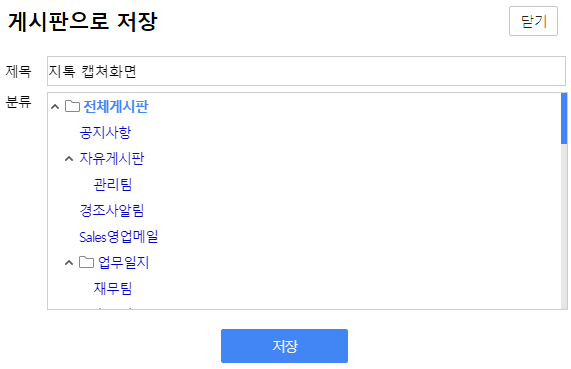 게시판으로 저장
닫기
제목
지톡 캡쳐화면
분류
전체게시판
공지사항
자유게시판
관리팀
경조사알림
Sales영업메일
업무일지
재무팀
저장